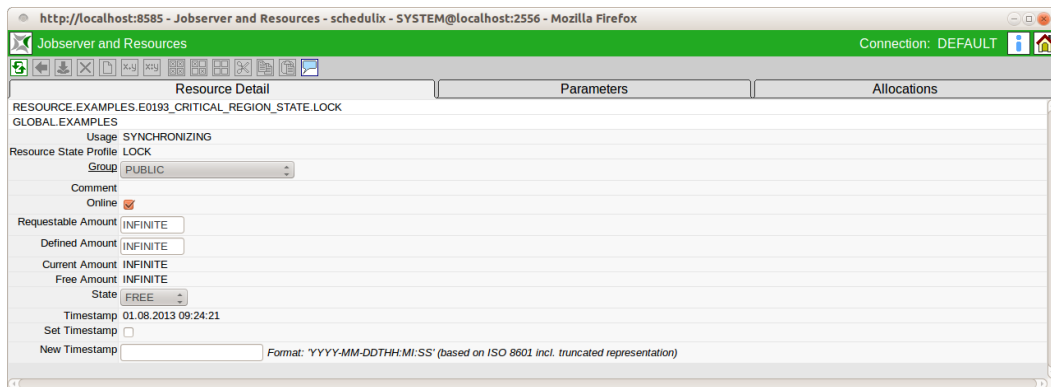 http://localhost:8585 - Jobserver and Resources - schedulix - SYSTEM@localhost:2556 - Mozilla Firefox
Jobserver and Resources Connection: DEFAULT
Resource Detail Parameters Allocations
RESOURCE.EXAMPLES.E0193_CRITICAL_REGION_STATE.LOCK
GLOBAL.EXAMPLES
Usage SYNCHRONIZING
Resource State Profile LOCK
Group PUBLIC
Comment
Online
Requestable Amount INFINITE
Defined Amount INFINITE
Current Amount INFINITE
Free Amount INFINITE
State FREE
Timestamp 01.08.2013 09:24:21
Set Timestamp
New Timestamp Format: 'YYYY-MM-DDTHH:MI:SS' (based on ISO 8601 incl. truncated representation)